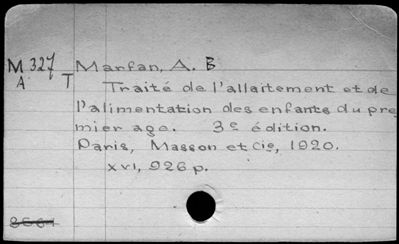 M 327 Marfan, A. B
A T Traité de l'allaitement et de
l'alimentation des enfants du pre
mier age. 3e édition.
Paris, Masson et Cie, 1920.
xvi, 926 p.